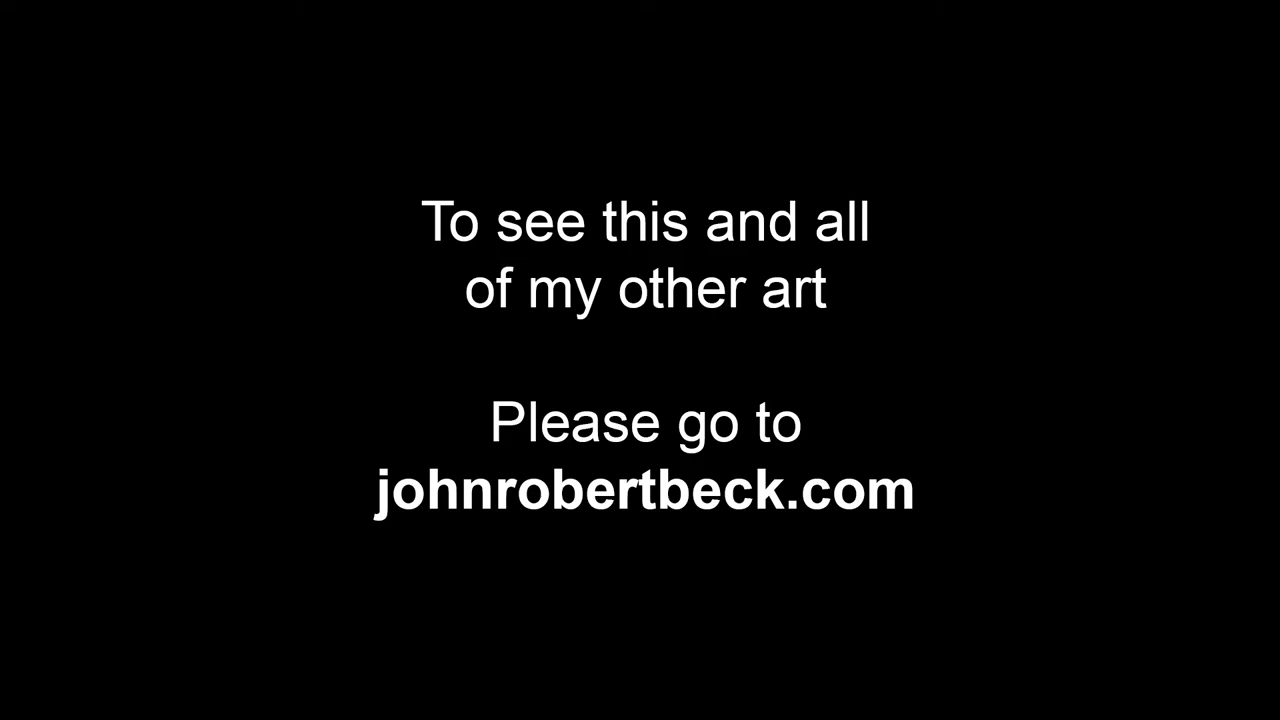 To see this and all
of my other art
Please go to
johnrobertbeck.com